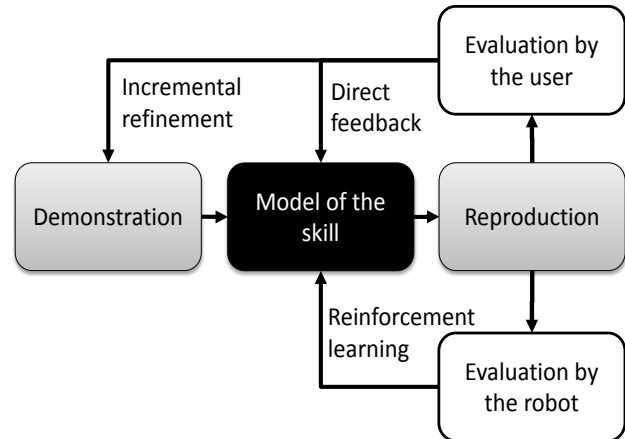 Evaluation by
the user
Incremental
refinement
Direct
feedback
Demonstration
Model of the
skill
Reproduction
Reinforcement
learning
Evaluation by
the robot